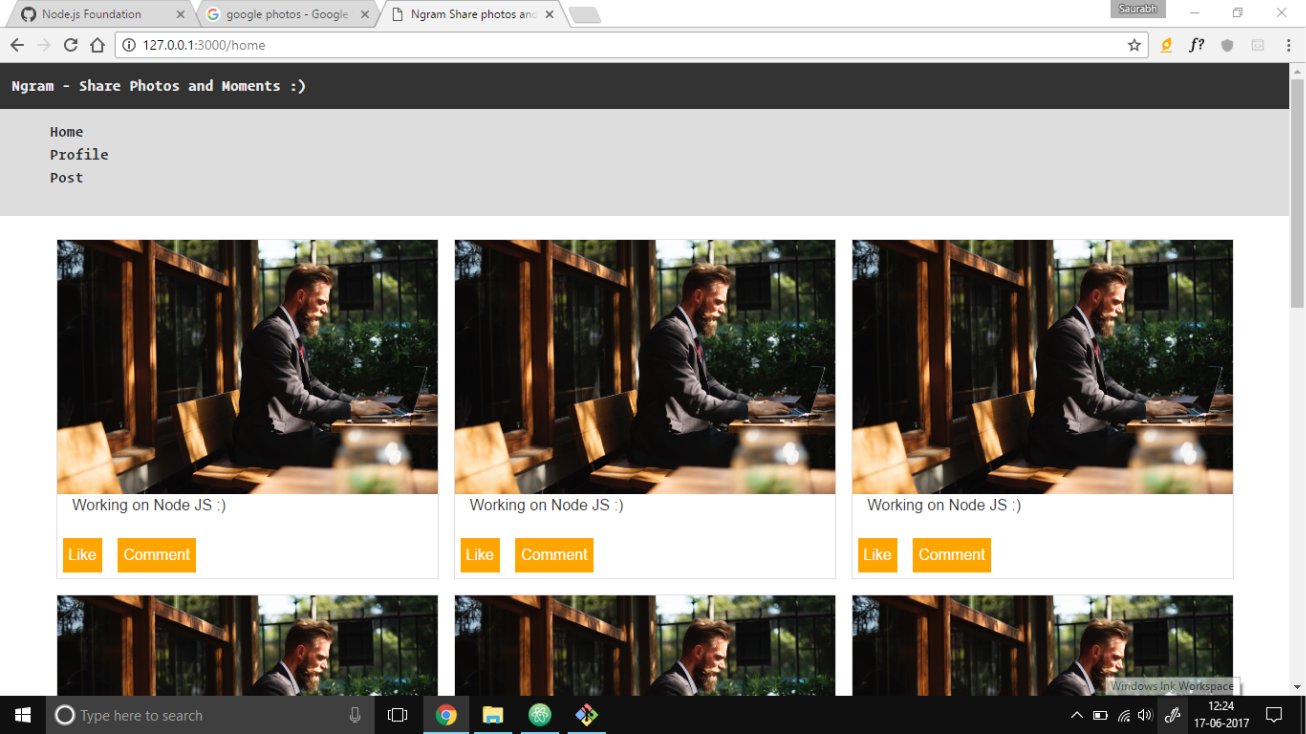 Node.js Foundation
google photos - Google
Ngram Share photos and
Saurabh
127.0.0.1:3000/home
f?
Ngram - Share Photos and Moments :)
Home
Profile
Post
Working on Node JS :)
Working on Node JS :)
Working on Node JS :)
Like Comment
Like Comment
Like Comment
Windows Ink Workspace
Type here to search
12:24
17-06-2017